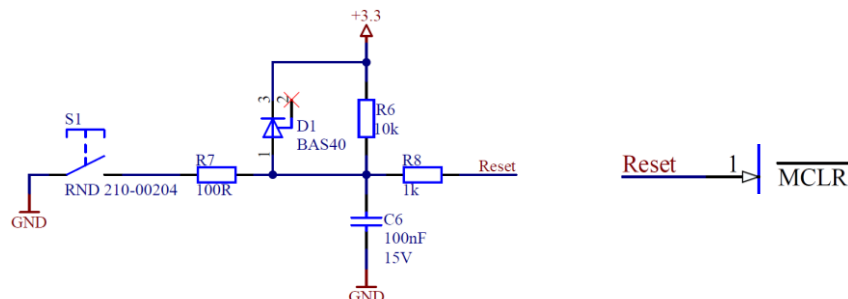 +3.3
S1
3
2
D1
BAS40
1
R6
10k
R7
100R
RND 210-00204
R8
1k
Reset
GND
C6
100nF
15V
GND
Reset
1
MCLR